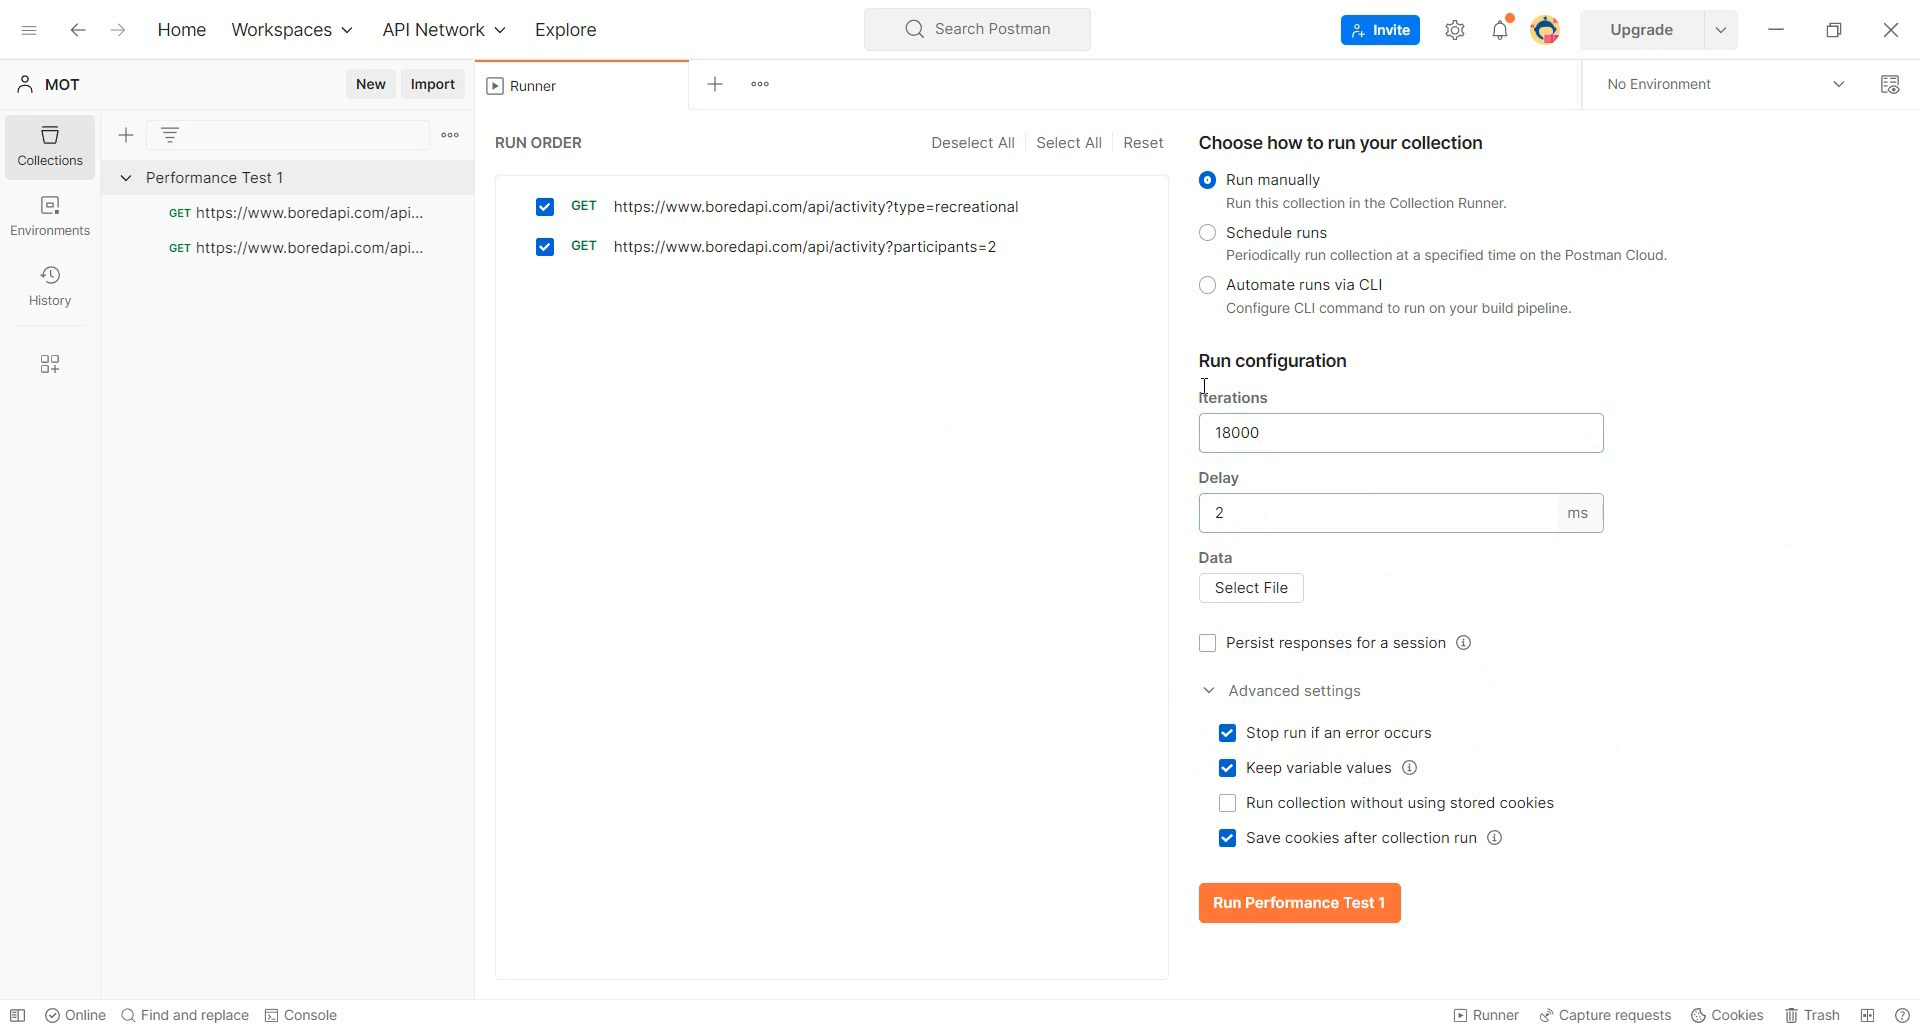 Home Workspaces API Network Explore Search Postman Invite Upgrade
MOT New Import Runner No Environment
Collections
Environments
History
Performance Test 1
GET https://www.boredapi.com/api...
GET https://www.boredapi.com/api...
RUN ORDER Deselect All Select All Reset
GET https://www.boredapi.com/api/activity?type=recreational
GET https://www.boredapi.com/api/activity?participants=2
Choose how to run your collection
Run manually
Run this collection in the Collection Runner.
Schedule runs
Periodically run collection at a specified time on the Postman Cloud.
Automate runs via CLI
Configure CLI command to run on your build pipeline.
Run configuration
Iterations
18000
Delay
2 ms
Data
Select File
Persist responses for a session
Advanced settings
Stop run if an error occurs
Keep variable values
Run collection without using stored cookies
Save cookies after collection run
Run Performance Test 1
Online Find and replace Console Runner Capture requests Cookies Trash